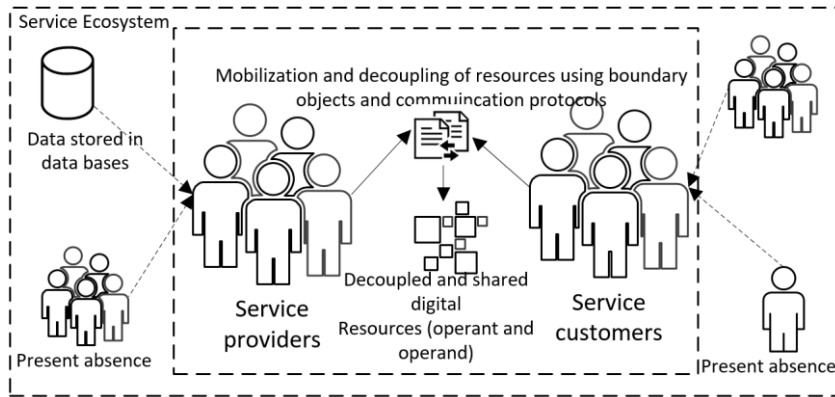 Service Ecosystem
Mobilization and decoupling of resources using boundary
objects and commuincation protocols
Data stored in
data bases
Decoupled and shared
digital
Resources (operant and
operand)
Service
providers
Service
customers
Present absence
Present absence